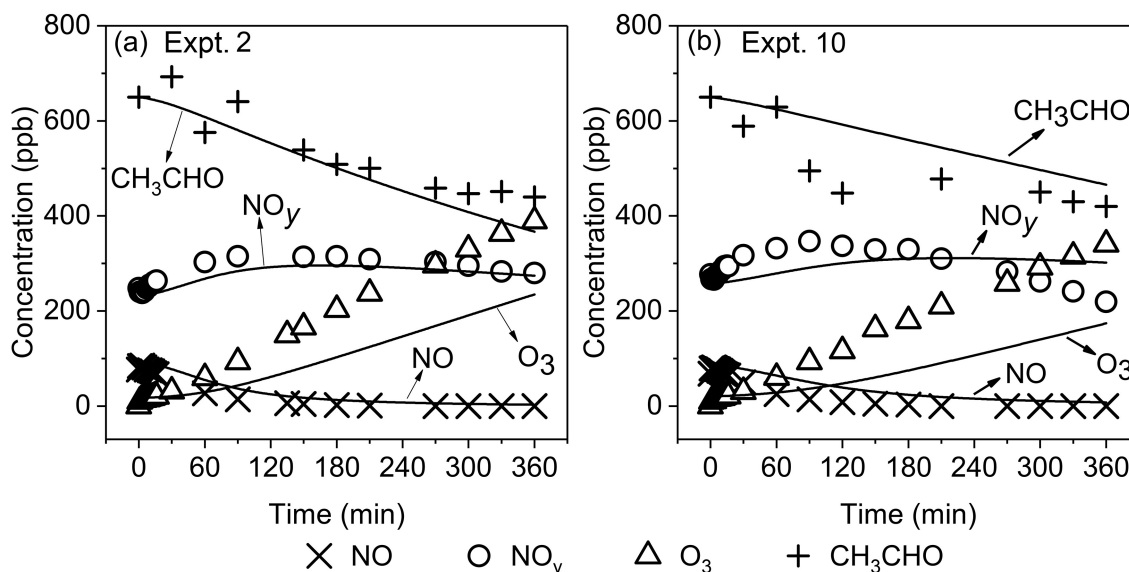 (a) Expt. 2
(b) Expt. 10
Concentration (ppb)
800
600
400
200
0
CH₃CHO
NOy
NO
O₃
0 60 120 180 240 300 360
Time (min)
Concentration (ppb)
800
600
400
200
0
CH₃CHO
NOy
NO
O₃
0 60 120 180 240 300 360
Time (min)
NO NOy O₃ CH₃CHO